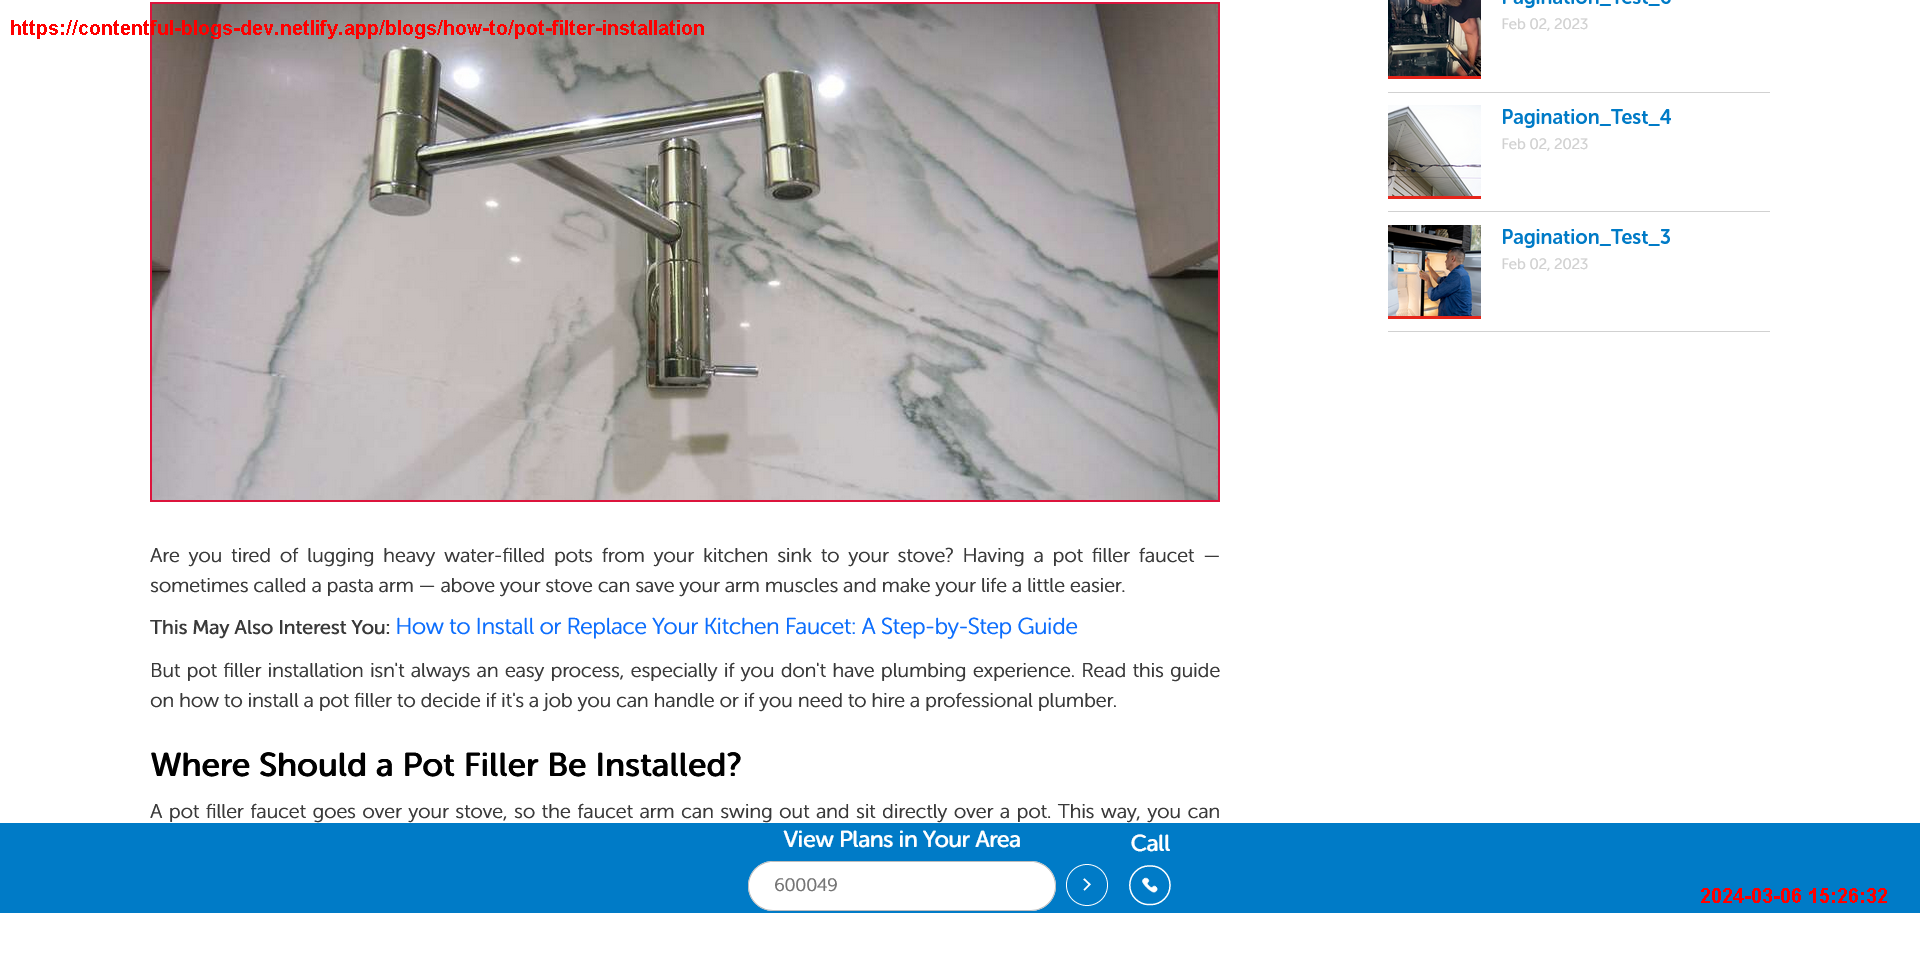 https://contentful-blogs-dev.netlify.app/blogs/how-to/pot-filter-installation
Are you tired of lugging heavy water-filled pots from your kitchen sink to your stove? Having a pot filler faucet —
sometimes called a pasta arm — above your stove can save your arm muscles and make your life a little easier.
This May Also Interest You: How to Install or Replace Your Kitchen Faucet: A Step-by-Step Guide
But pot filler installation isn't always an easy process, especially if you don't have plumbing experience. Read this guide
on how to install a pot filler to decide if it's a job you can handle or if you need to hire a professional plumber.
Where Should a Pot Filler Be Installed?
A pot filler faucet goes over your stove, so the faucet arm can swing out and sit directly over a pot. This way, you can
Feb 02, 2023
Pagination_Test_4
Feb 02, 2023
Pagination_Test_3
Feb 02, 2023
View Plans in Your Area
600049
Call
2024-03-06 15:26:32